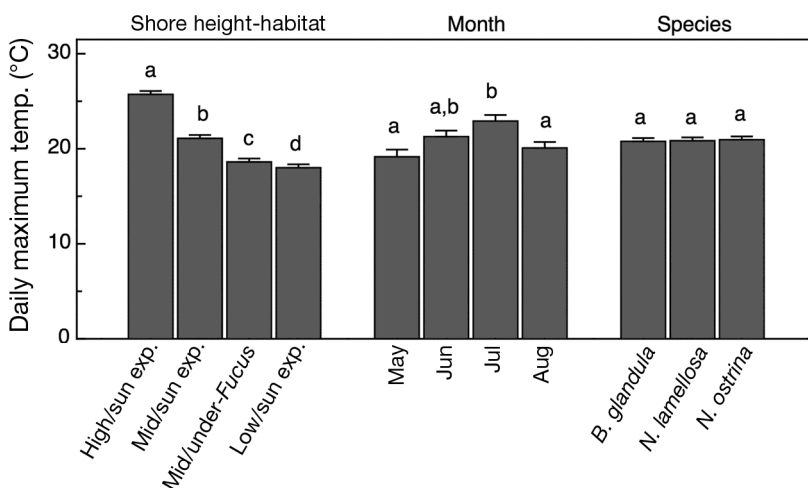 Shore height-habitat
Month
Species
Daily maximum temp. (°C)
30
20
10
0
a
b
c
d
a
a,b
b
a
a
a
a
High/sun exp.
Mid/sun exp.
Mid/under-Fucus
Low/sun exp.
May
Jun
Jul
Aug
B. glandula
N. lamellosa
N. ostrina